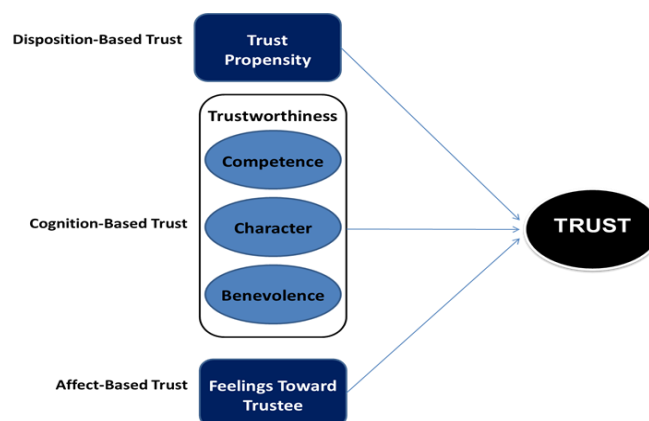 Disposition-Based Trust
Trust
Propensity
Trustworthiness
Competence
Cognition-Based Trust
Character
Benevolence
TRUST
Affect-Based Trust
Feelings Toward
Trustee